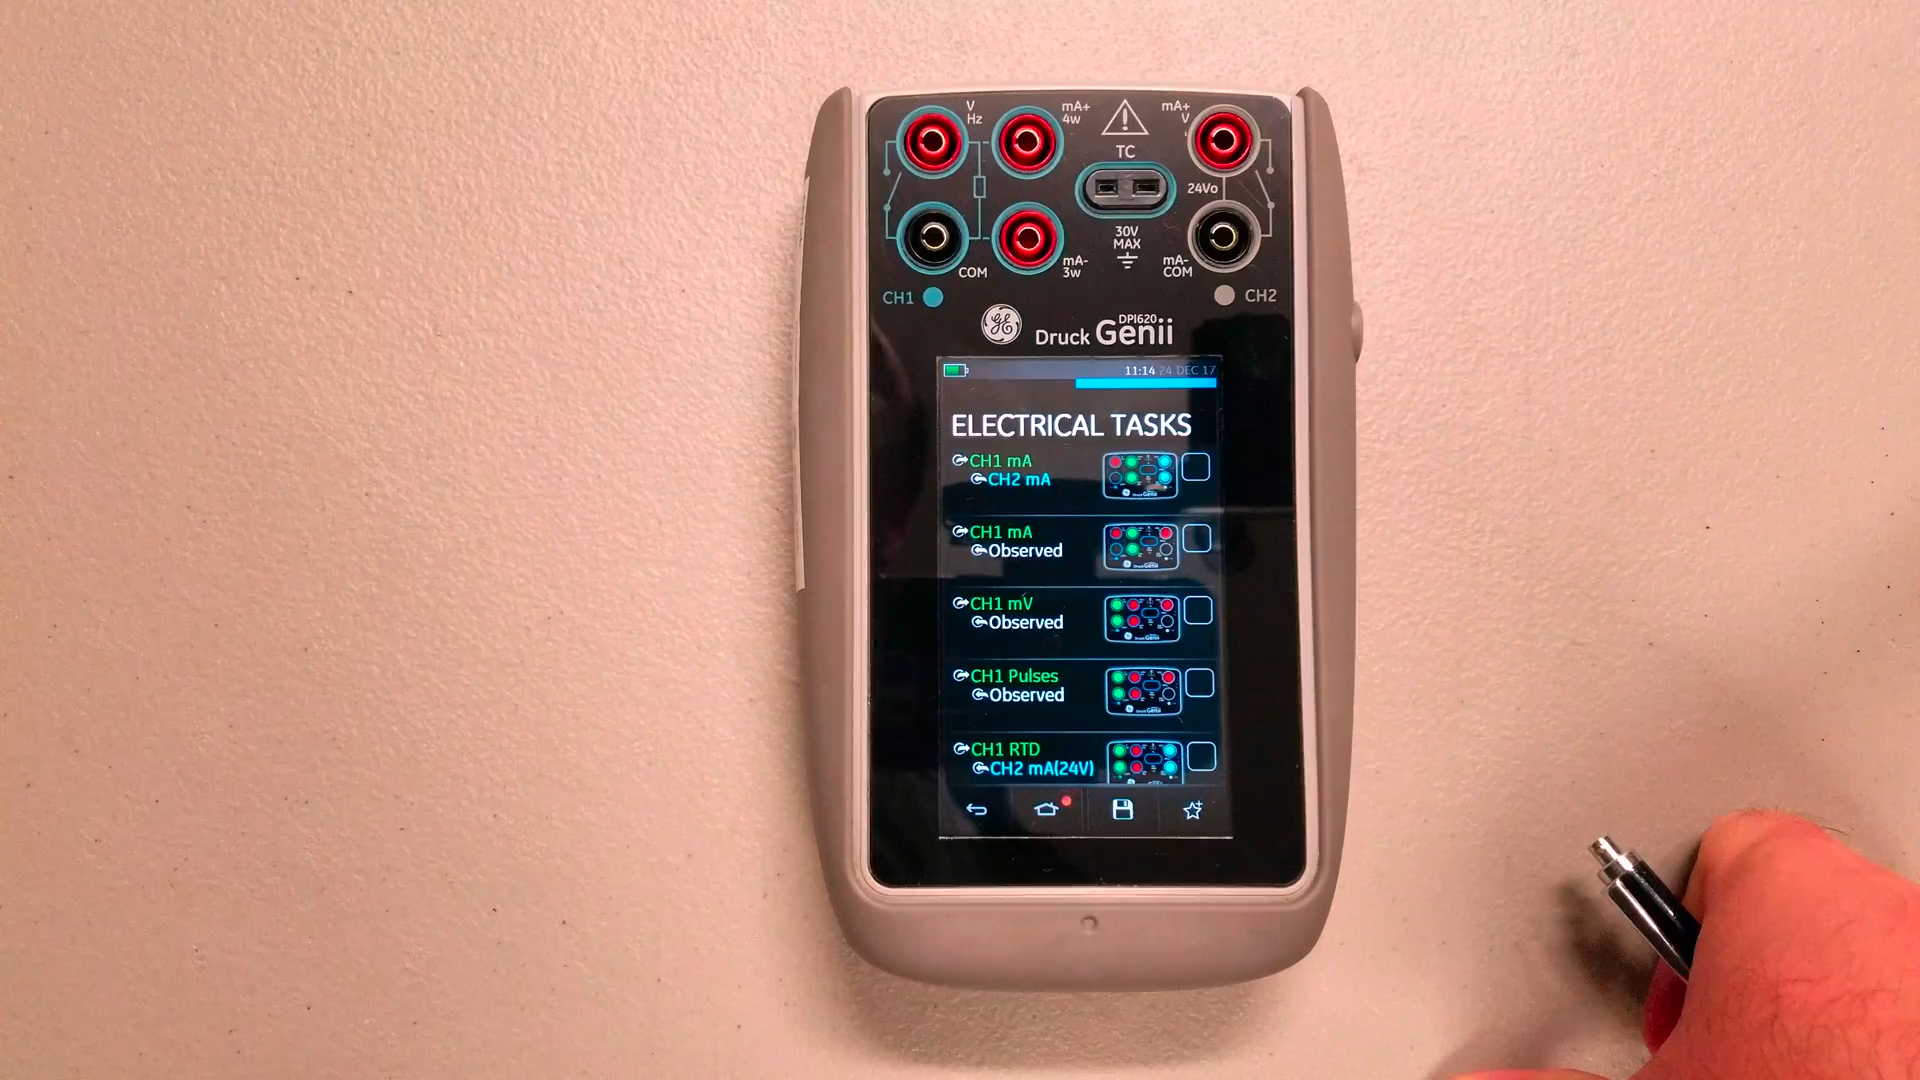 V
Hz
mA+
4w
mA+
V
TC
24Vo
30V
MAX
COM
mA-
3w
mA-
COM
CH1
CH2
GE
DPI620
Druck Genii
11:14 24 DEC 17
ELECTRICAL TASKS
CH1 mA
CH2 mA
CH1 mA
Observed
CH1 mV
Observed
CH1 Pulses
Observed
CH1 RTD
CH2 mA(24V)